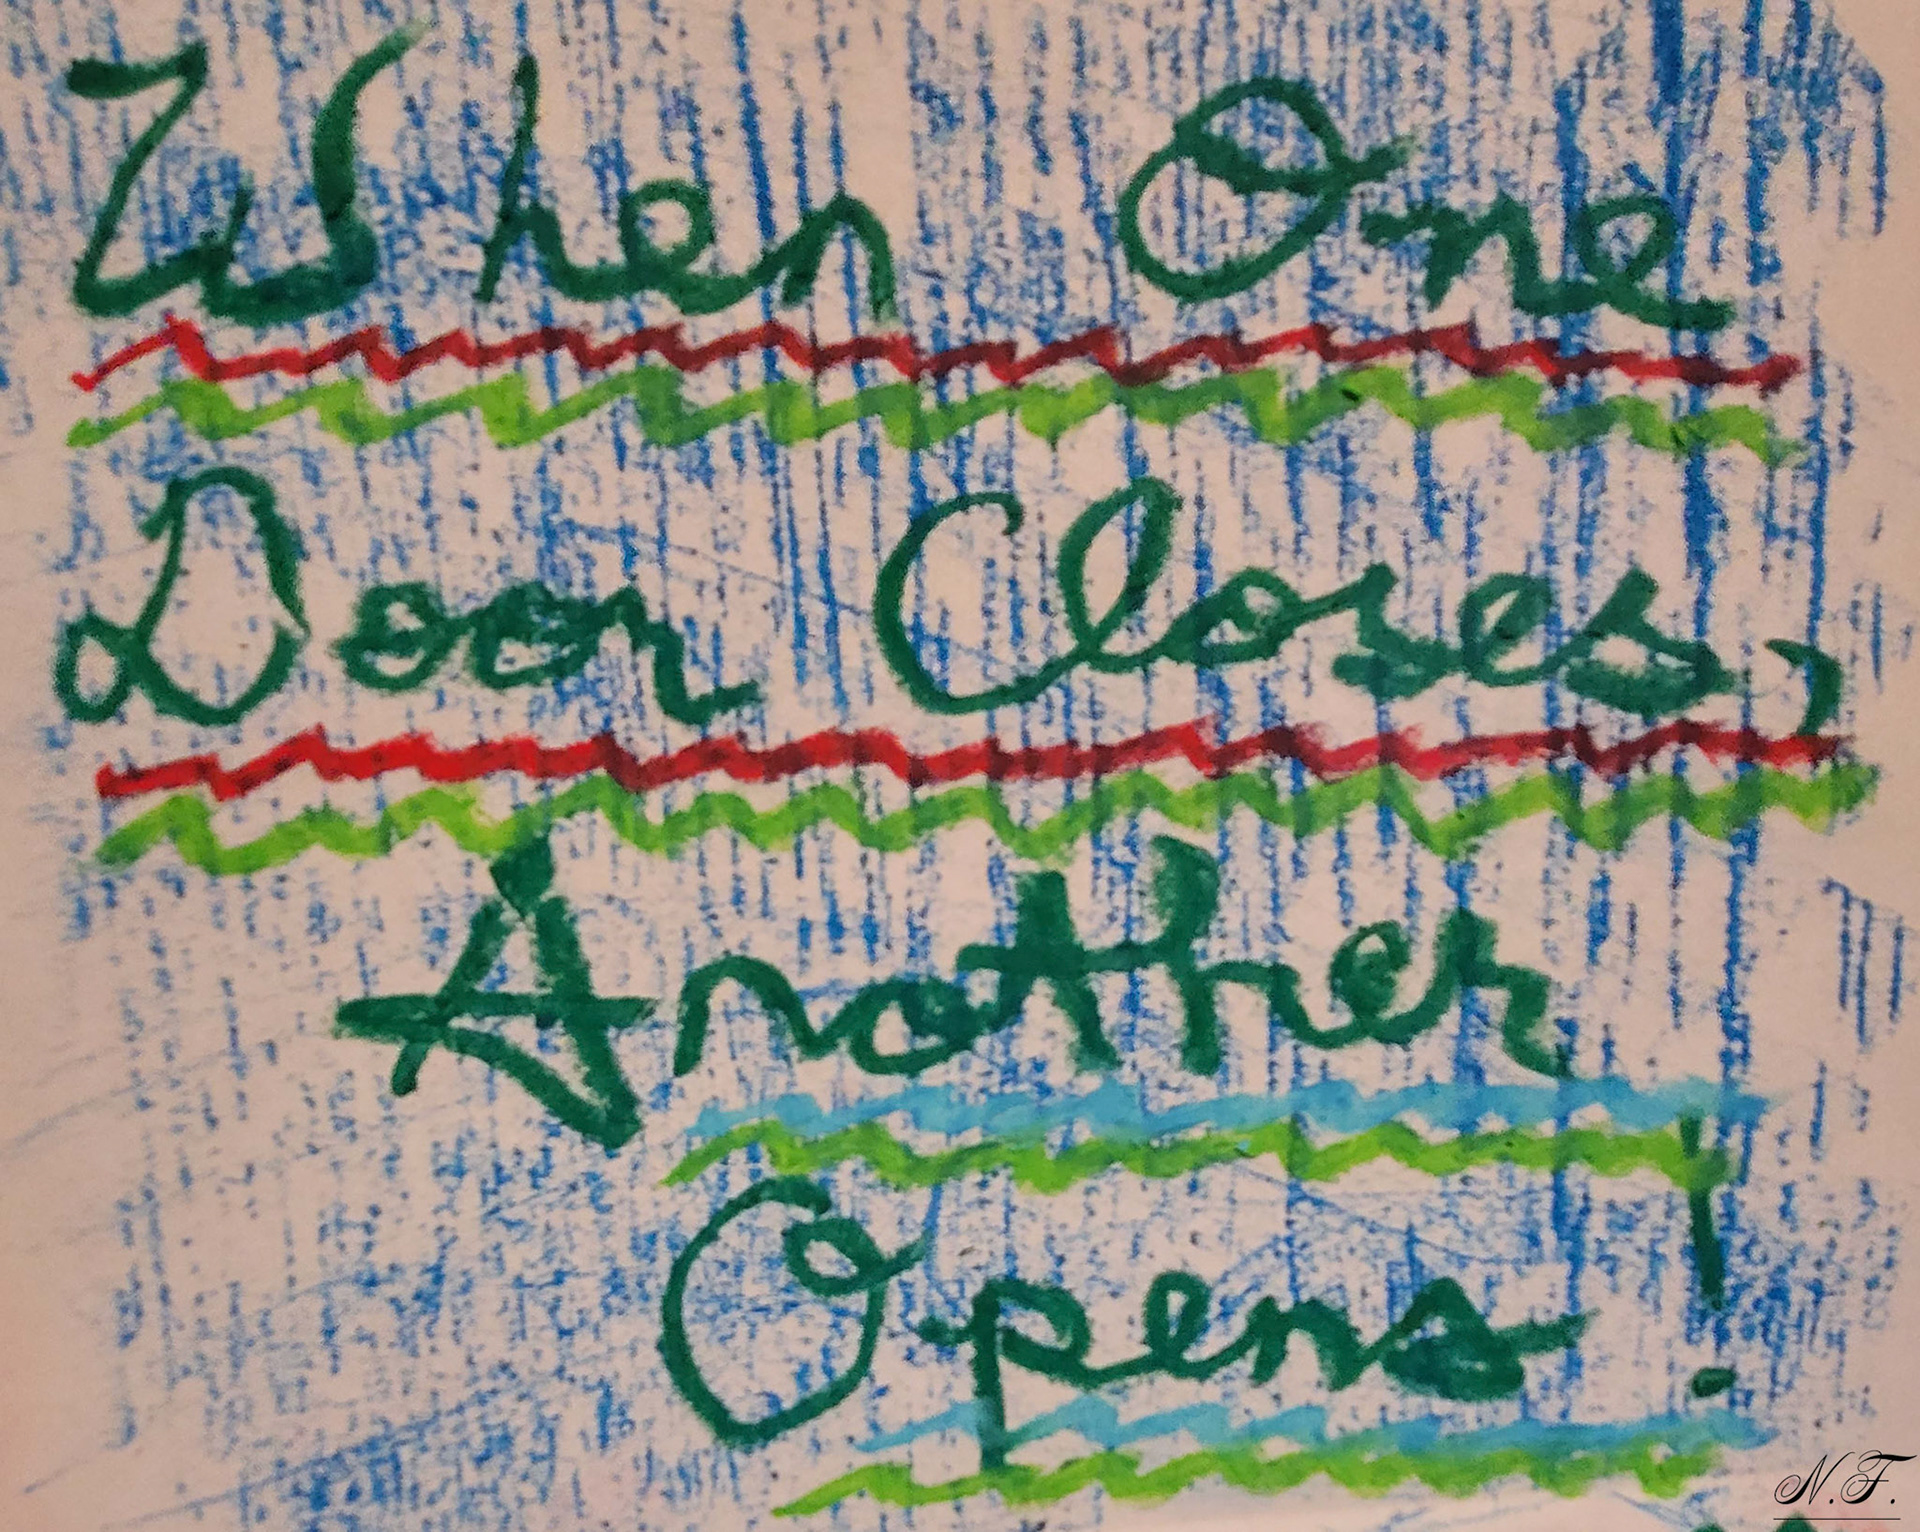 When One
Door Closes,
Another
Opens!
N.F.